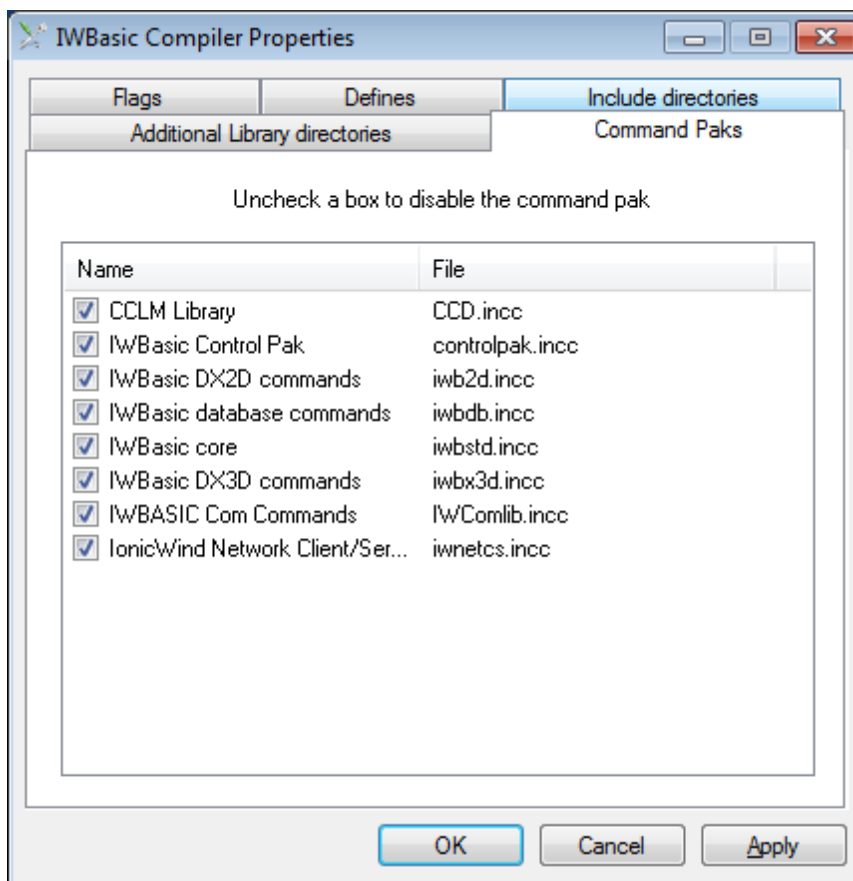 IWBasic Compiler Properties
Flags Defines Include directories
Additional Library directories Command Paks
Uncheck a box to disable the command pak
Name File
CCLM Library CCD.incc
IWBasic Control Pak controlpak.incc
IWBasic DX2D commands iwb2d.incc
IWBasic database commands iwbdb.incc
IWBasic core iwbstd.incc
IWBasic DX3D commands iwbx3d.incc
IWBASIC Com Commands IWComlib.incc
IonicWind Network Client/Ser... iwnetcs.incc
OK Cancel Apply